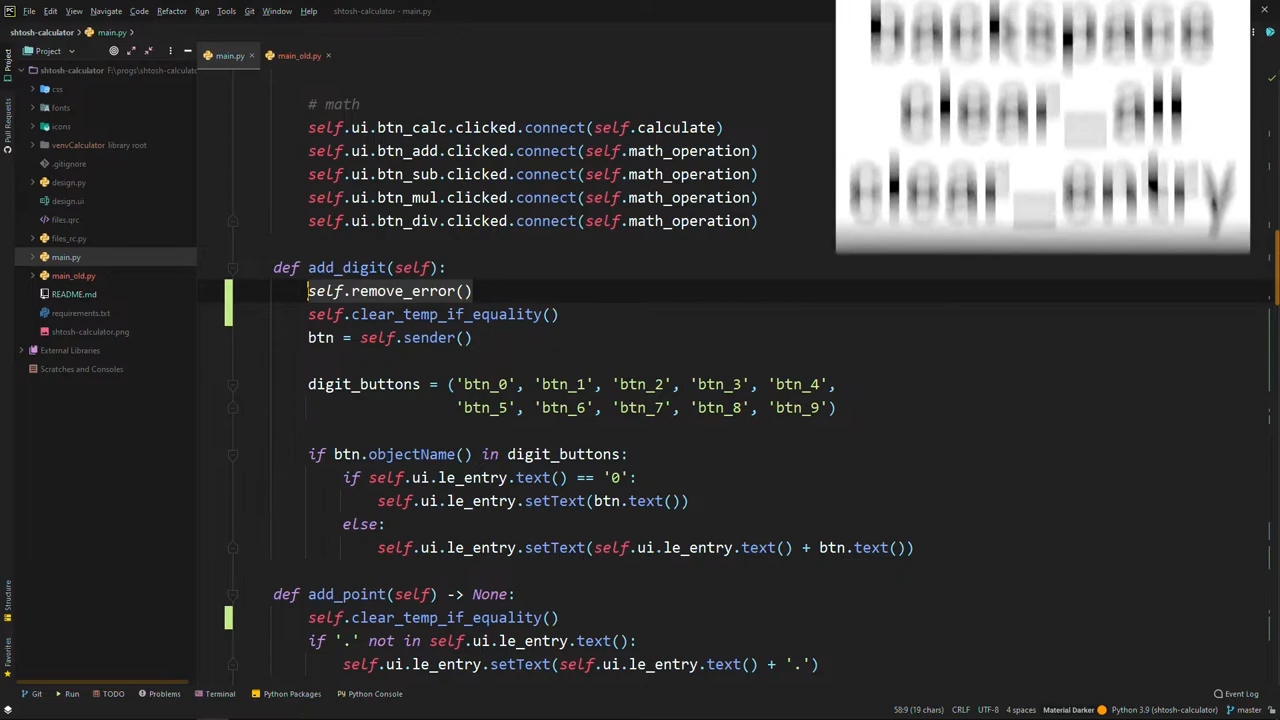 File Edit View Navigate Code Refactor Run Tools Git Window Help shtosh-calculator - main.py
shtosh-calculator main.py
Project main.py main_old.py
shtosh-calculator F:\progs\shtosh-calculat
css
fonts
icons
venvCalculator library root
.gitignore
design.py
design.ui
files.qrc
files_rc.py
main.py
main_old.py
README.md
requirements.txt
shtosh-calculator.png
External Libraries
Scratches and Consoles
Project
Pull Requests
Structure
Favorites
# math
self.ui.btn_calc.clicked.connect(self.calculate)
self.ui.btn_add.clicked.connect(self.math_operation)
self.ui.btn_sub.clicked.connect(self.math_operation)
self.ui.btn_mul.clicked.connect(self.math_operation)
self.ui.btn_div.clicked.connect(self.math_operation)
def add_digit(self):
self.remove_error()
self.clear_temp_if_equality()
btn = self.sender()
digit_buttons = ('btn_0', 'btn_1', 'btn_2', 'btn_3', 'btn_4',
'btn_5', 'btn_6', 'btn_7', 'btn_8', 'btn_9')
if btn.objectName() in digit_buttons:
if self.ui.le_entry.text() == '0':
self.ui.le_entry.setText(btn.text())
else:
self.ui.le_entry.setText(self.ui.le_entry.text() + btn.text())
def add_point(self) -> None:
self.clear_temp_if_equality()
if '.' not in self.ui.le_entry.text():
self.ui.le_entry.setText(self.ui.le_entry.text() + '.')
Git Run TODO Problems Terminal Python Packages Python Console Event Log
58:9 (19 chars) CRLF UTF-8 4 spaces Material Darker Python 3.9 (shtosh-calculator) master